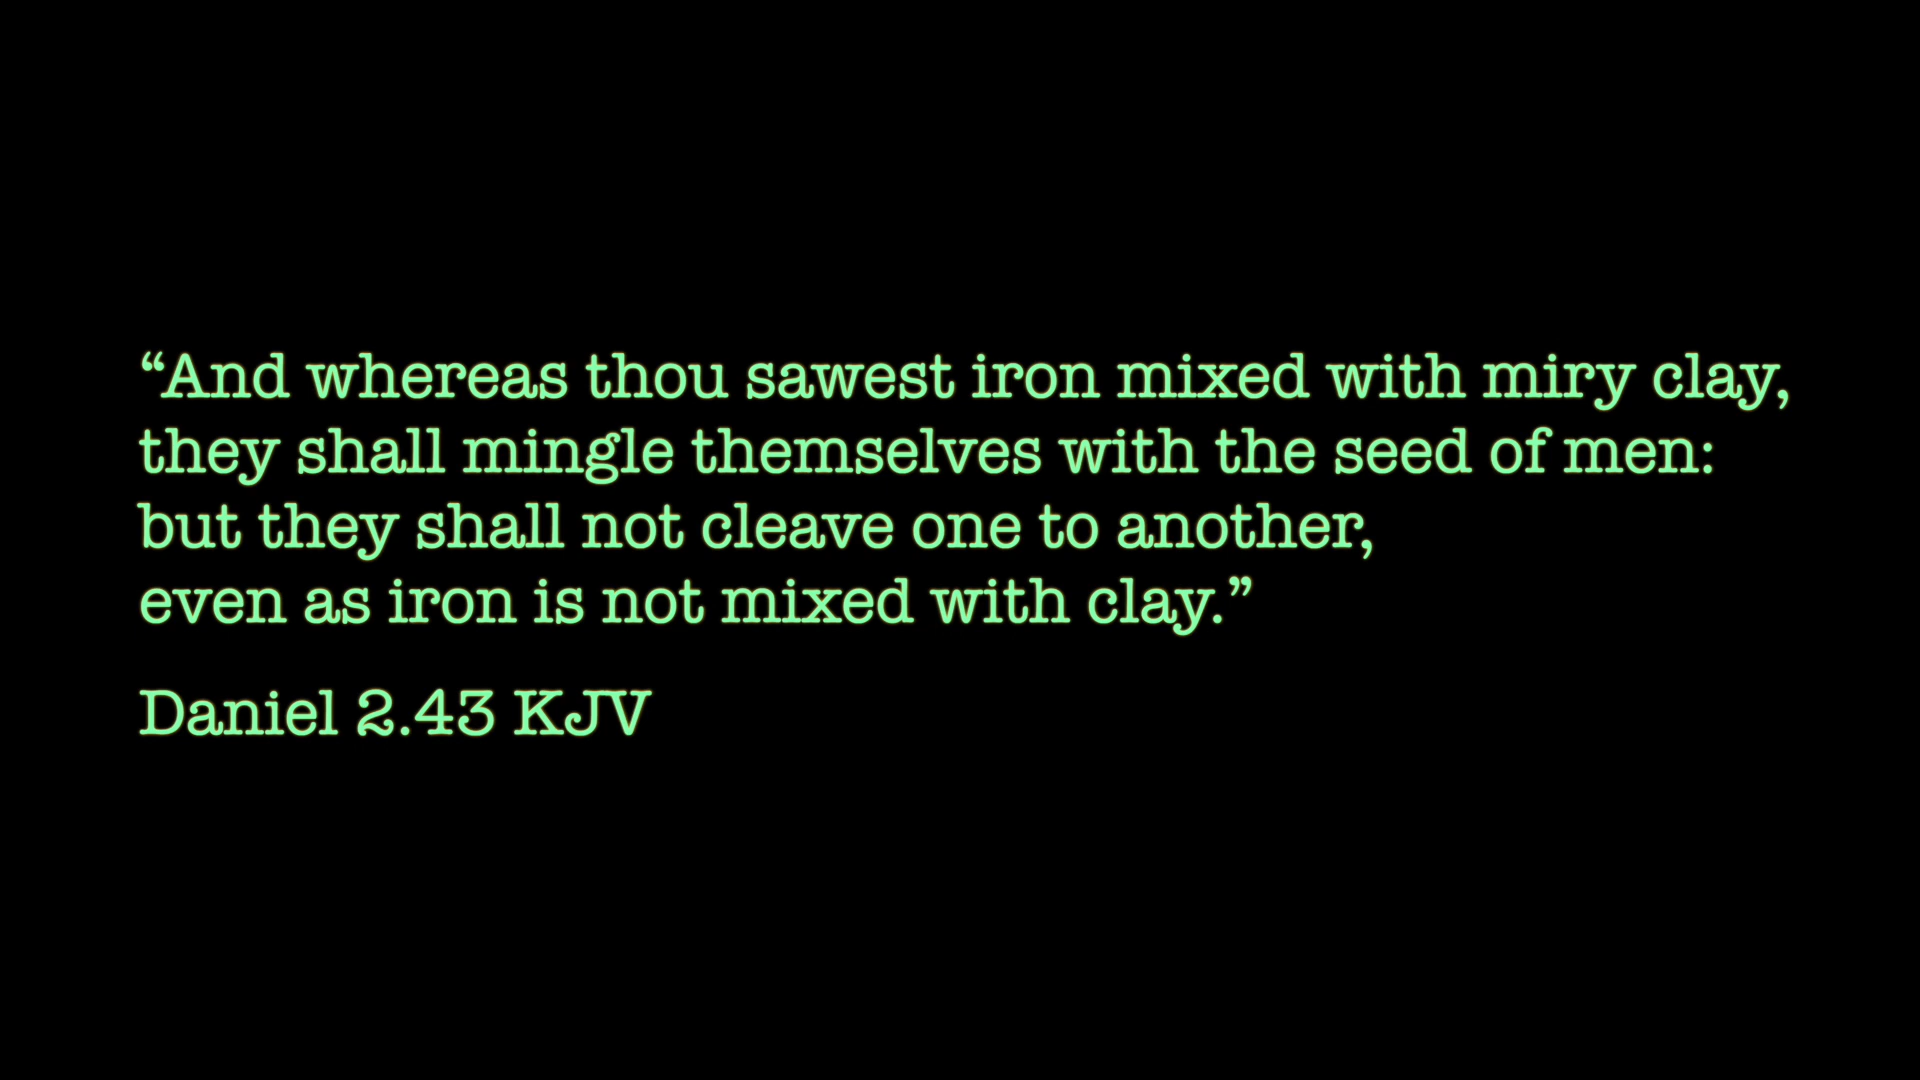 “And whereas thou sawest iron mixed with miry clay,
they shall mingle themselves with the seed of men:
but they shall not cleave one to another,
even as iron is not mixed with clay.”
Daniel 2.43 KJV